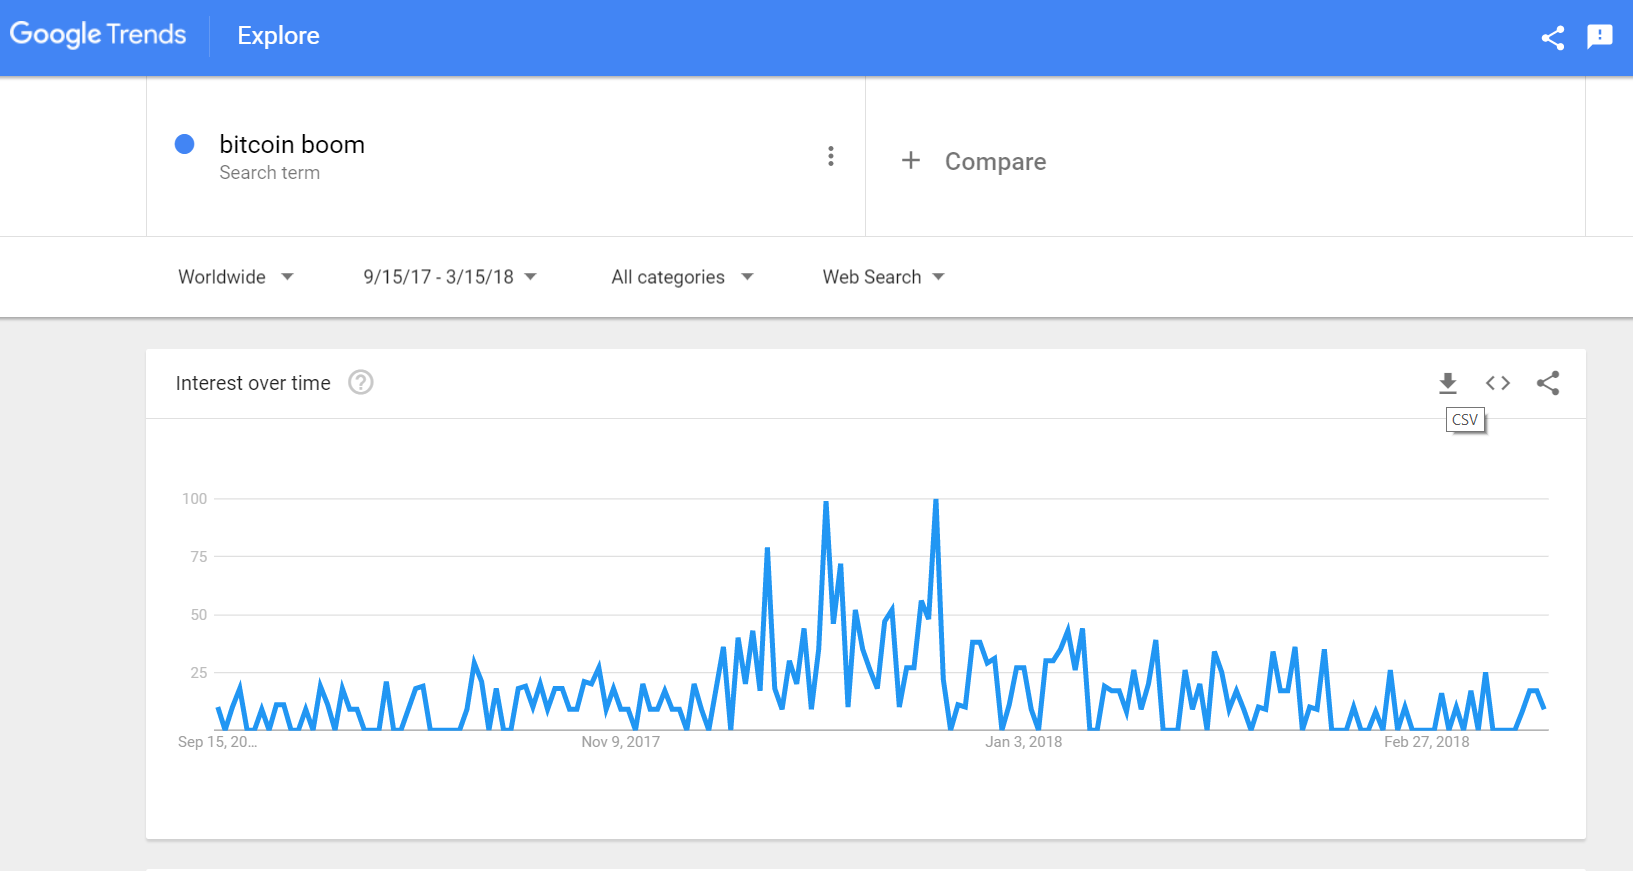 Google Trends Explore
bitcoin boom
Search term
+ Compare
Worldwide 9/15/17 - 3/15/18 All categories Web Search
Interest over time ?
CSV
100
75
50
25
Sep 15, 20... Nov 9, 2017 Jan 3, 2018 Feb 27, 2018